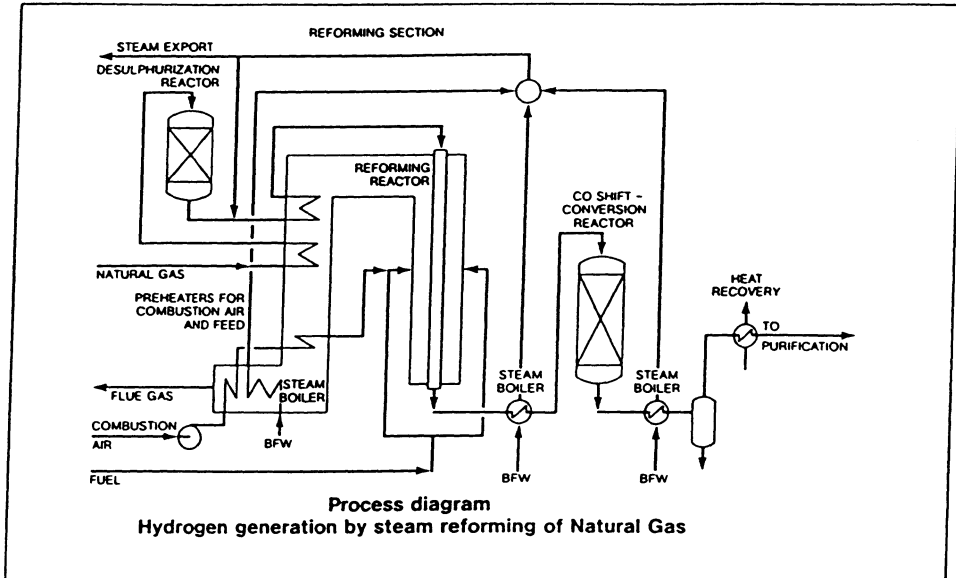 REFORMING SECTION
STEAM EXPORT
DESULPHURIZATION
REACTOR
REFORMING
REACTOR
CO SHIFT -
CONVERSION
REACTOR
NATURAL GAS
HEAT
RECOVERY
PREHEATERS FOR
COMBUSTION AIR
AND FEED
TO
PURIFICATION
STEAM
BOILER
STEAM
BOILER
STEAM
BOILER
FLUE GAS
COMBUSTION
AIR
BFW
BFW
BFW
FUEL
Process diagram
Hydrogen generation by steam reforming of Natural Gas